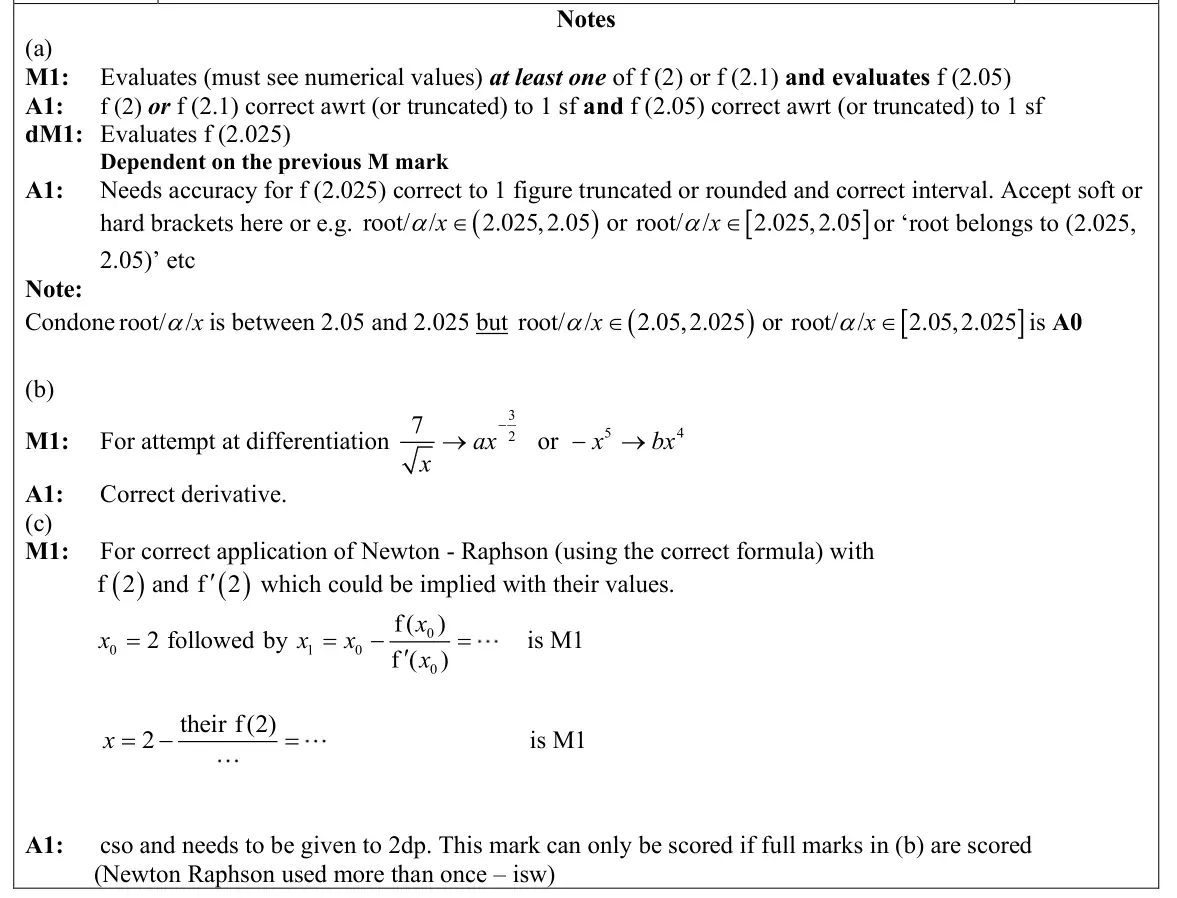 Notes
(a)
M1: Evaluates (must see numerical values) at least one of f (2) or f (2.1) and evaluates f (2.05)
A1: f (2) or f (2.1) correct awrt (or truncated) to 1 sf and f (2.05) correct awrt (or truncated) to 1 sf
dM1: Evaluates f (2.025)
Dependent on the previous M mark
A1: Needs accuracy for f (2.025) correct to 1 figure truncated or rounded and correct interval. Accept soft or
hard brackets here or e.g. root/α/x ∈ (2.025, 2.05) or root/α/x ∈ [2.025, 2.05] or ‘root belongs to (2.025,
2.05)’ etc
Note:
Condone root/α/x is between 2.05 and 2.025 but root/α/x ∈ (2.05, 2.025) or root/α/x ∈ [2.05, 2.025] is A0
(b)
M1: For attempt at differentiation 7/√x → ax^(-3/2) or − x^5 → bx^4
A1: Correct derivative.
(c)
M1: For correct application of Newton - Raphson (using the correct formula) with
f (2) and f′(2) which could be implied with their values.
x₀ = 2 followed by x₁ = x₀ − f(x₀)/f′(x₀) = ⋯ is M1
x = 2 − their f(2)/⋯ = ⋯ is M1
A1: cso and needs to be given to 2dp. This mark can only be scored if full marks in (b) are scored
(Newton Raphson used more than once – isw)